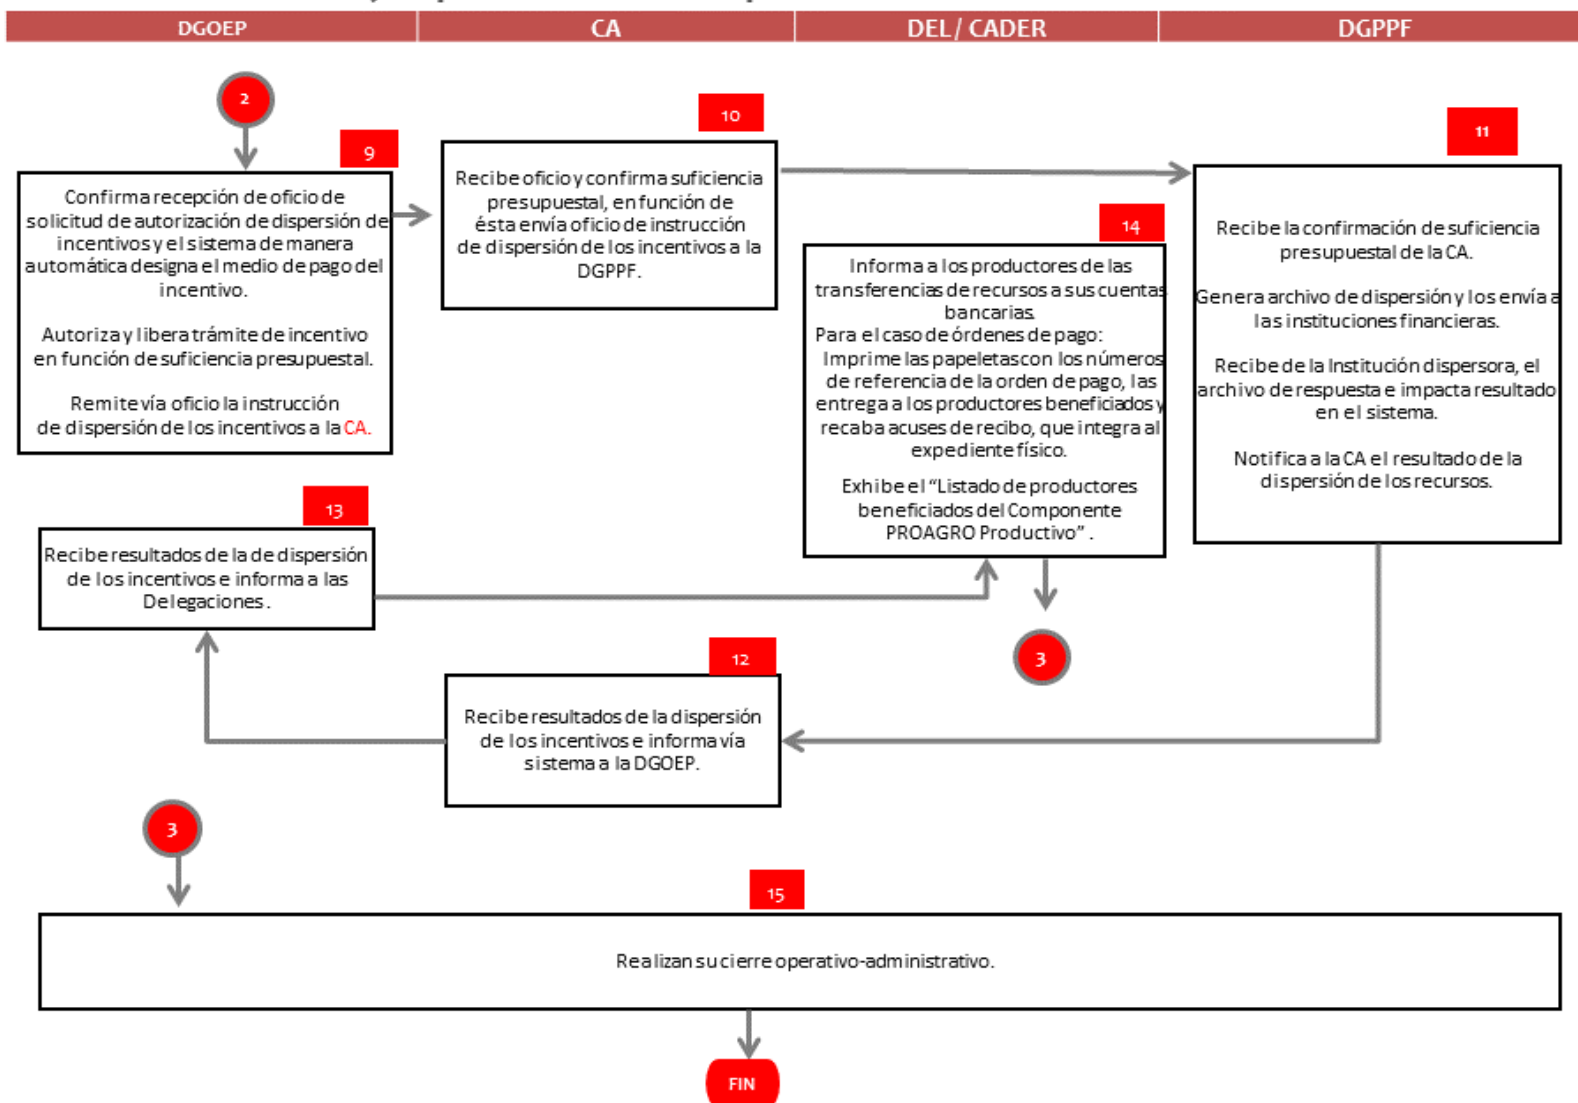 DGOEP
CA
DEL / CADER
DGPPF
2
9
Confirma recepción de oficio de
solicitud de autorización de dispersión de
incentivos y el sistema de manera
automática designa el medio de pago del
incentivo.
Autoriza y libera trámite de incentivo
en función de suficiencia presupuestal.
Remite vía oficio la instrucción
de dispersión de los incentivos a la CA.
10
Recibe oficio y confirma suficiencia
presupuestal, en función de
ésta envía oficio de instrucción
de dispersión de los incentivos a la
DGPPF.
11
Recibe la confirmación de suficiencia
presupuestal de la CA.
Genera archivo de dispersión y los envía a
las instituciones financieras.
Recibe de la Institución dispersora, el
archivo de respuesta e impacta resultado
en el sistema.
Notifica a la CA el resultado de la
dispersión de los recursos.
14
Informa a los productores de las
transferencias de recursos a sus cuentas
bancarias.
Para el caso de órdenes de pago:
Imprime las papeletas con los números
de referencia de la orden de pago, las
entrega a los productores beneficiados y
recaba acuses de recibo, que integra al
expediente físico.
Exhibe el “Listado de productores
beneficiados del Componente
PROAGRO Productivo” .
13
Recibe resultados de la de dispersión
de los incentivos e informa a las
Delegaciones .
12
Recibe resultados de la dispersión
de los incentivos e informa vía
sistema a la DGOEP.
3
3
15
Realizan su cierre operativo-administrativo.
FIN